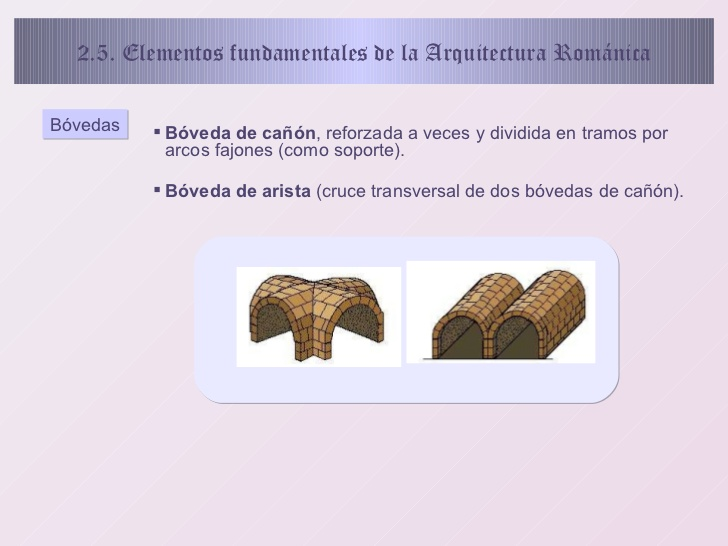 2.5. Elementos fundamentales de la Arquitectura Románica
Bóvedas
▪ Bóveda de cañón, reforzada a veces y dividida en tramos por
arcos fajones (como soporte).
▪ Bóveda de arista (cruce transversal de dos bóvedas de cañón).